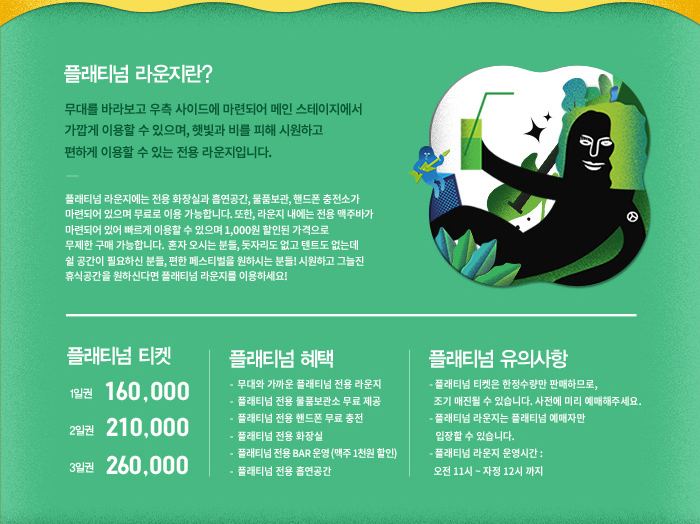 플래티넘 라운지란?
무대를 바라보고 우측 사이드에 마련되어 메인 스테이지에서
가깝게 이용할 수 있으며, 햇빛과 비를 피해 시원하고
편하게 이용할 수 있는 전용 라운지입니다.
플래티넘 라운지에는 전용 화장실과 흡연공간, 물품보관, 핸드폰 충전소가
마련되어 있으며 무료로 이용 가능합니다. 또한, 라운지 내에는 전용 맥주바가
마련되어 있어 빠르게 이용할 수 있으며 1,000원 할인된 가격으로
무제한 구매 가능합니다. 혼자 오시는 분들, 돗자리도 없고 텐트도 없는데
쉴 공간이 필요하신 분들, 편한 페스티벌을 원하시는 분들! 시원하고 그늘진
휴식공간을 원하신다면 플래티넘 라운지를 이용하세요!
플래티넘 티켓
1일권 160,000
2일권 210,000
3일권 260,000
플래티넘 혜택
- 무대와 가까운 플래티넘 전용 라운지
- 플래티넘 전용 물품보관소 무료 제공
- 플래티넘 전용 핸드폰 무료 충전
- 플래티넘 전용 화장실
- 플래티넘 전용 BAR 운영 (맥주 1천원 할인)
- 플래티넘 전용 흡연공간
플래티넘 유의사항
- 플래티넘 티켓은 한정수량만 판매하므로,
조기 매진될 수 있습니다. 사전에 미리 예매해주세요.
- 플래티넘 라운지는 플래티넘 예매자만
입장할 수 있습니다.
- 플래티넘 라운지 운영시간 :
오전 11시 ~ 자정 12시 까지